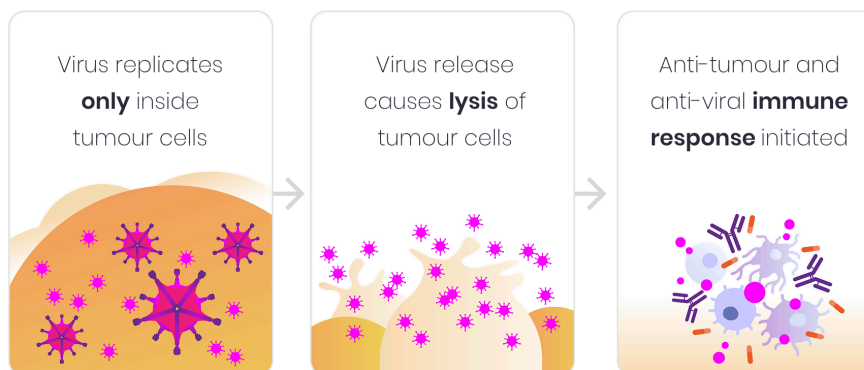 Virus replicates
only inside
tumour cells
Virus release
causes lysis of
tumour cells
Anti-tumour and
anti-viral immune
response initiated